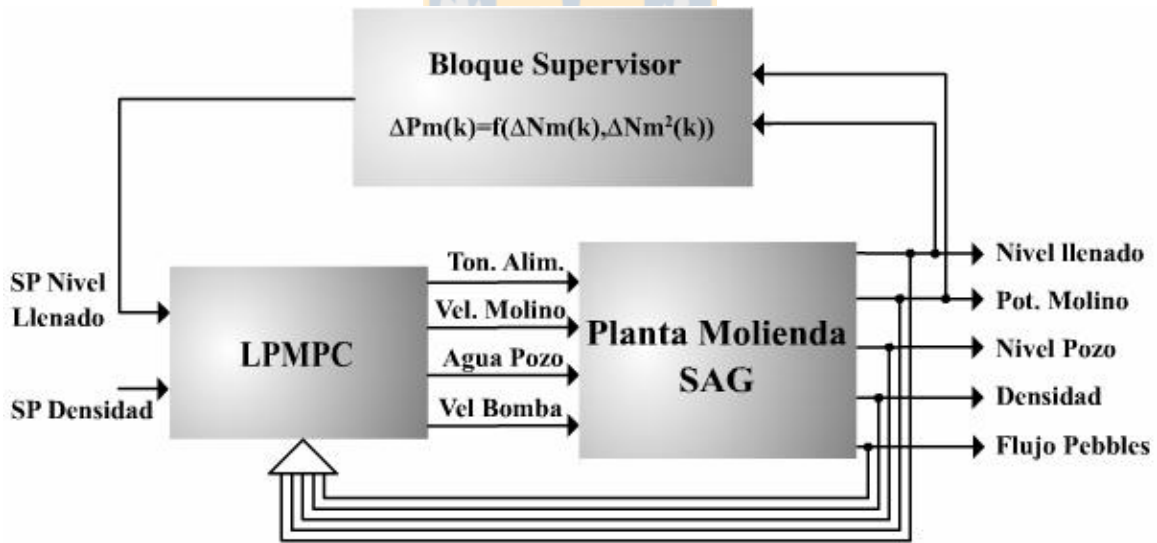 Bloque Supervisor
ΔPm(k)=f(ΔNm(k),ΔNm²(k))
SP Nivel
Llenado
SP Densidad
LPMPC
Ton. Alim.
Vel. Molino
Agua Pozo
Vel Bomba
Planta Molienda
SAG
Nivel llenado
Pot. Molino
Nivel Pozo
Densidad
Flujo Pebbles